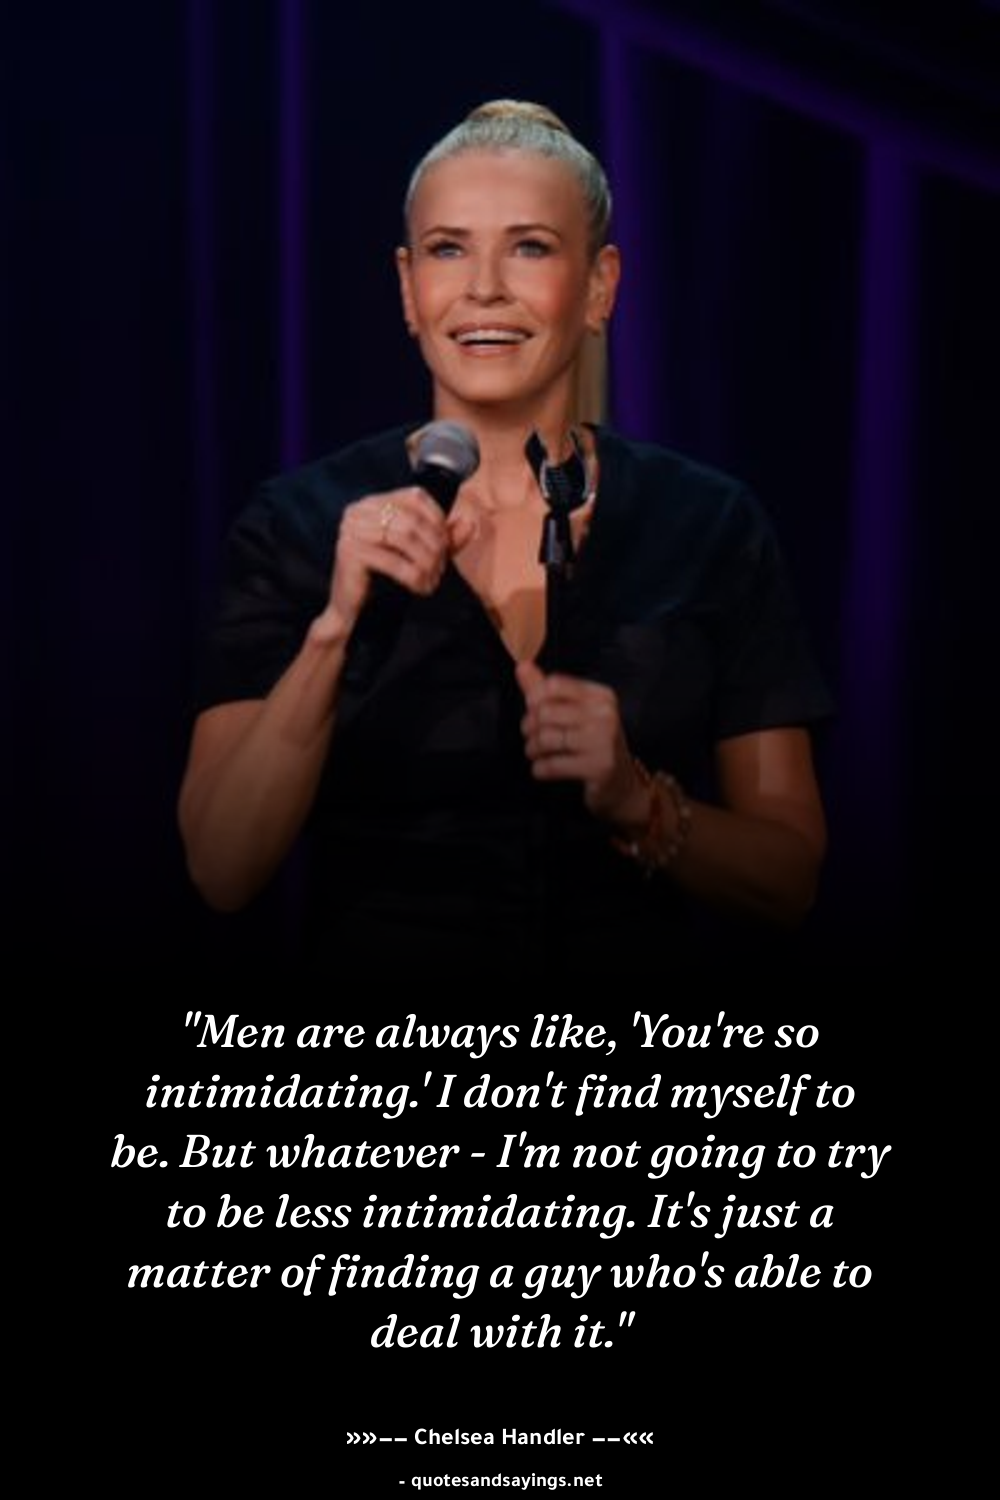 "Men are always like, 'You're so
intimidating.' I don't find myself to
be. But whatever - I'm not going to try
to be less intimidating. It's just a
matter of finding a guy who's able to
deal with it."
»»-- Chelsea Handler --««
- quotesandsayings.net